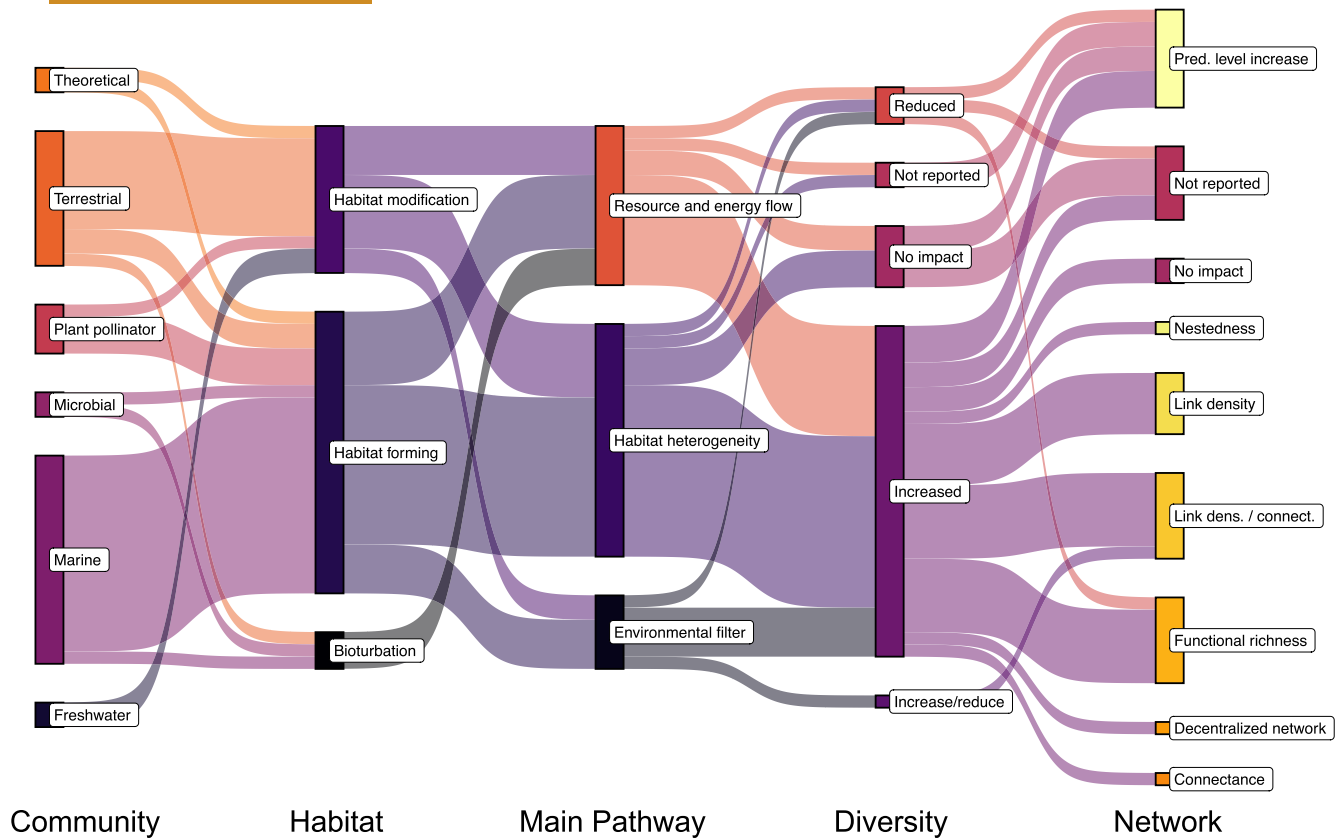 Theoretical
Terrestrial
Plant pollinator
Microbial
Marine
Freshwater
Habitat modification
Habitat forming
Bioturbation
Resource and energy flow
Habitat heterogeneity
Environmental filter
Reduced
Not reported
No impact
Increased
Increase/reduce
Pred. level increase
Not reported
No impact
Nestedness
Link density
Link dens. / connect.
Functional richness
Decentralized network
Connectance
Community
Habitat
Main Pathway
Diversity
Network